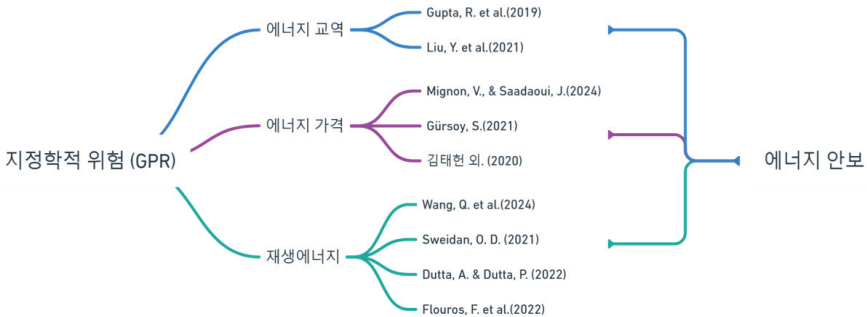 지정학적 위험 (GPR)
에너지 교역
Gupta, R. et al.(2019)
Liu, Y. et al.(2021)
에너지 가격
Mignon, V., & Saadaoui, J.(2024)
Gürsoy, S.(2021)
김태헌 외. (2020)
재생에너지
Wang, Q. et al.(2024)
Sweidan, O. D. (2021)
Dutta, A. & Dutta, P. (2022)
Flouros, F. et al.(2022)
에너지 안보